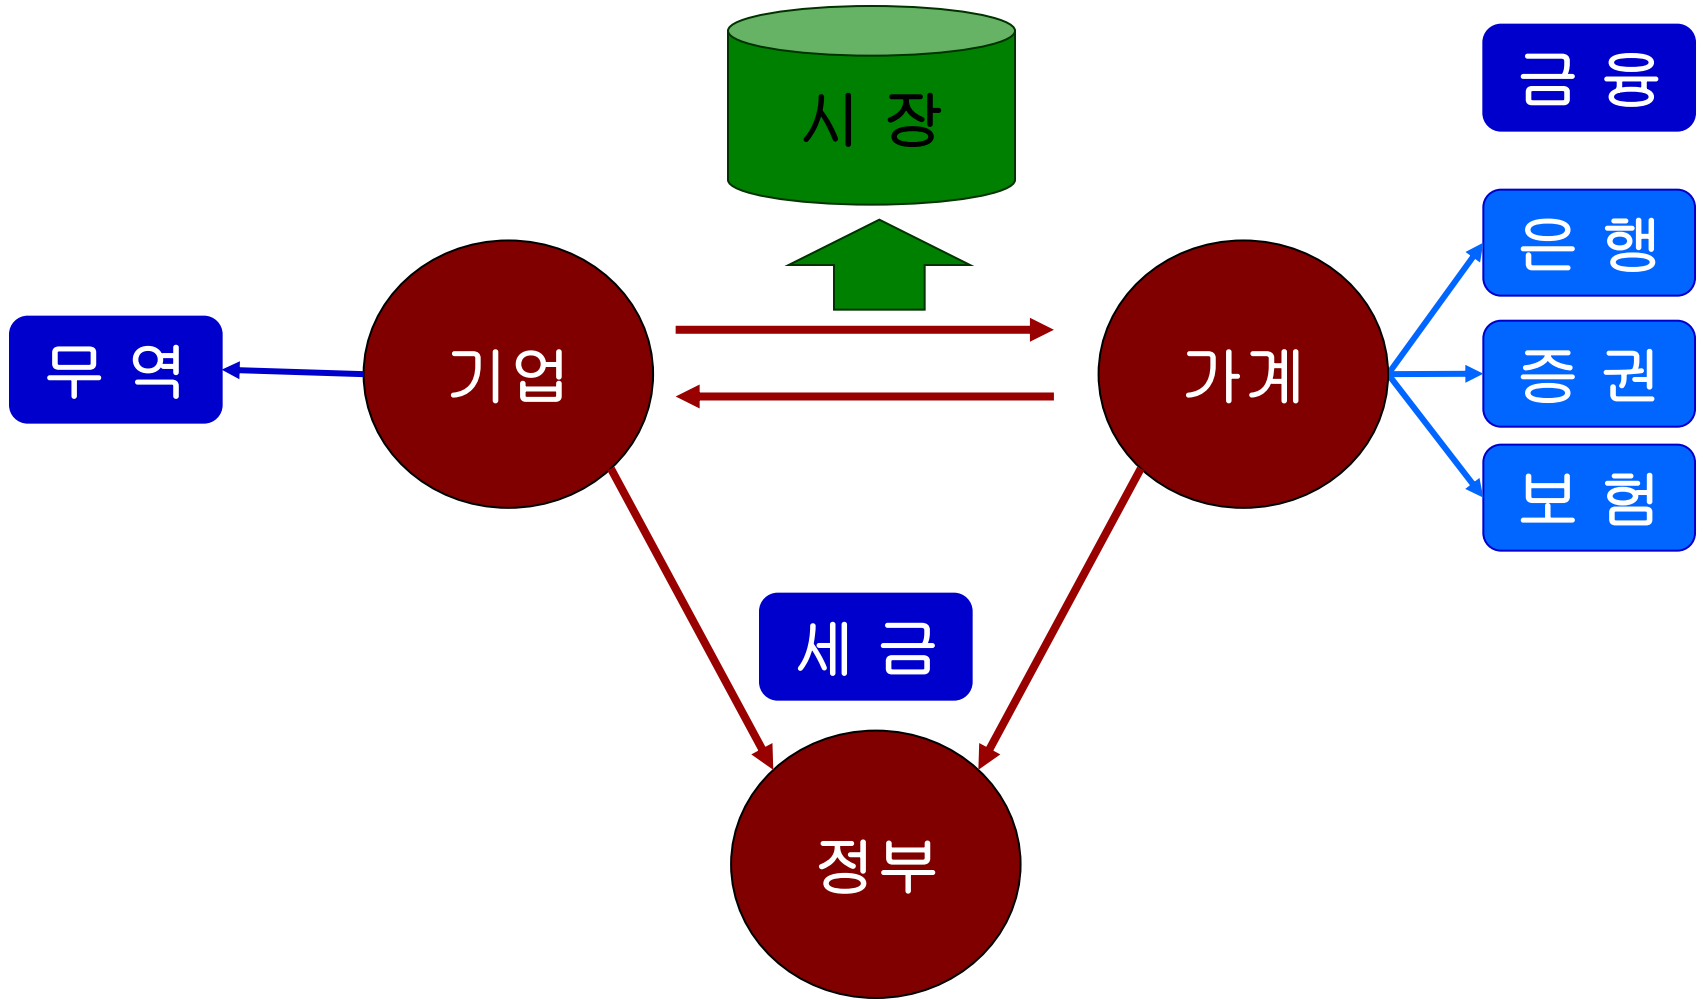 시 장
금 융
은 행
무 역
기업
가계
증 권
보 험
세 금
정부